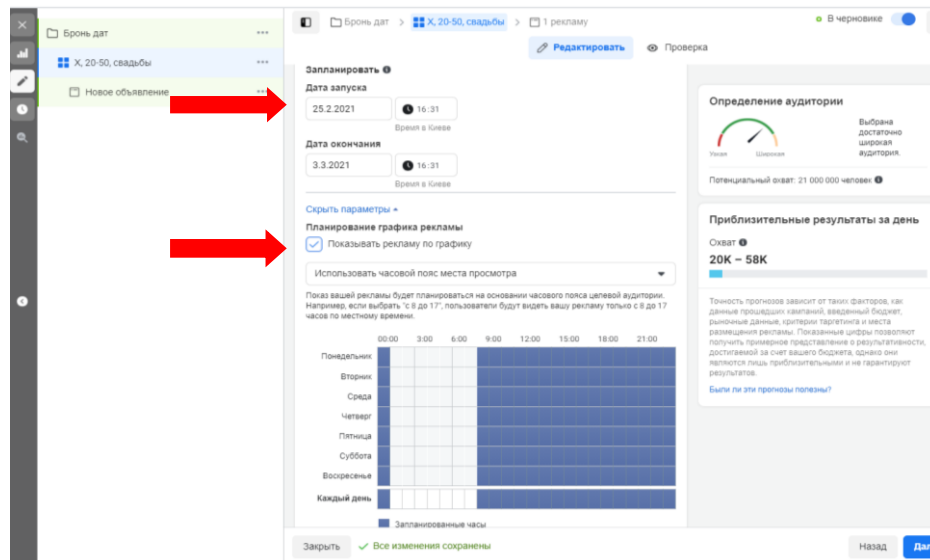 Бронь дат
Х, 20-50, свадьбы
Новое объявление
Бронь дат > Х, 20-50, свадьбы > 1 рекламу
В черновике
Редактировать
Проверка
Запланировать
Дата запуска
25.2.2021 16:31
Время в Киеве
Дата окончания
3.3.2021 16:31
Время в Киеве
Скрыть параметры
Планирование графика рекламы
Показывать рекламу по графику
Использовать часовой пояс места просмотра
Показ вашей рекламы будет планироваться на основании часового пояса целевой аудитории.
Например, если выбрать "с 8 до 17", пользователи будут видеть вашу рекламу только с 8 до 17
часов по местному времени.
00:00 3:00 6:00 9:00 12:00 15:00 18:00 21:00
Понедельник
Вторник
Среда
Четверг
Пятница
Суббота
Воскресенье
Каждый день
Запланированные часы
Определение аудитории
Узкая Широкая
Выбрана
достаточно
широкая
аудитория.
Потенциальный охват: 21 000 000 человек
Приблизительные результаты за день
Охват
20K – 58K
Точность прогнозов зависит от таких факторов, как
данные прошедших кампаний, введенный бюджет,
рыночные данные, критерии таргетинга и места
размещения рекламы. Показанные цифры позволяют
получить примерное представление о результативности,
достигаемой за счет вашего бюджета, однако они
являются лишь приблизительными и не гарантируют
результатов.
Были ли эти прогнозы полезны?
Закрыть
Все изменения сохранены
Назад
Дал